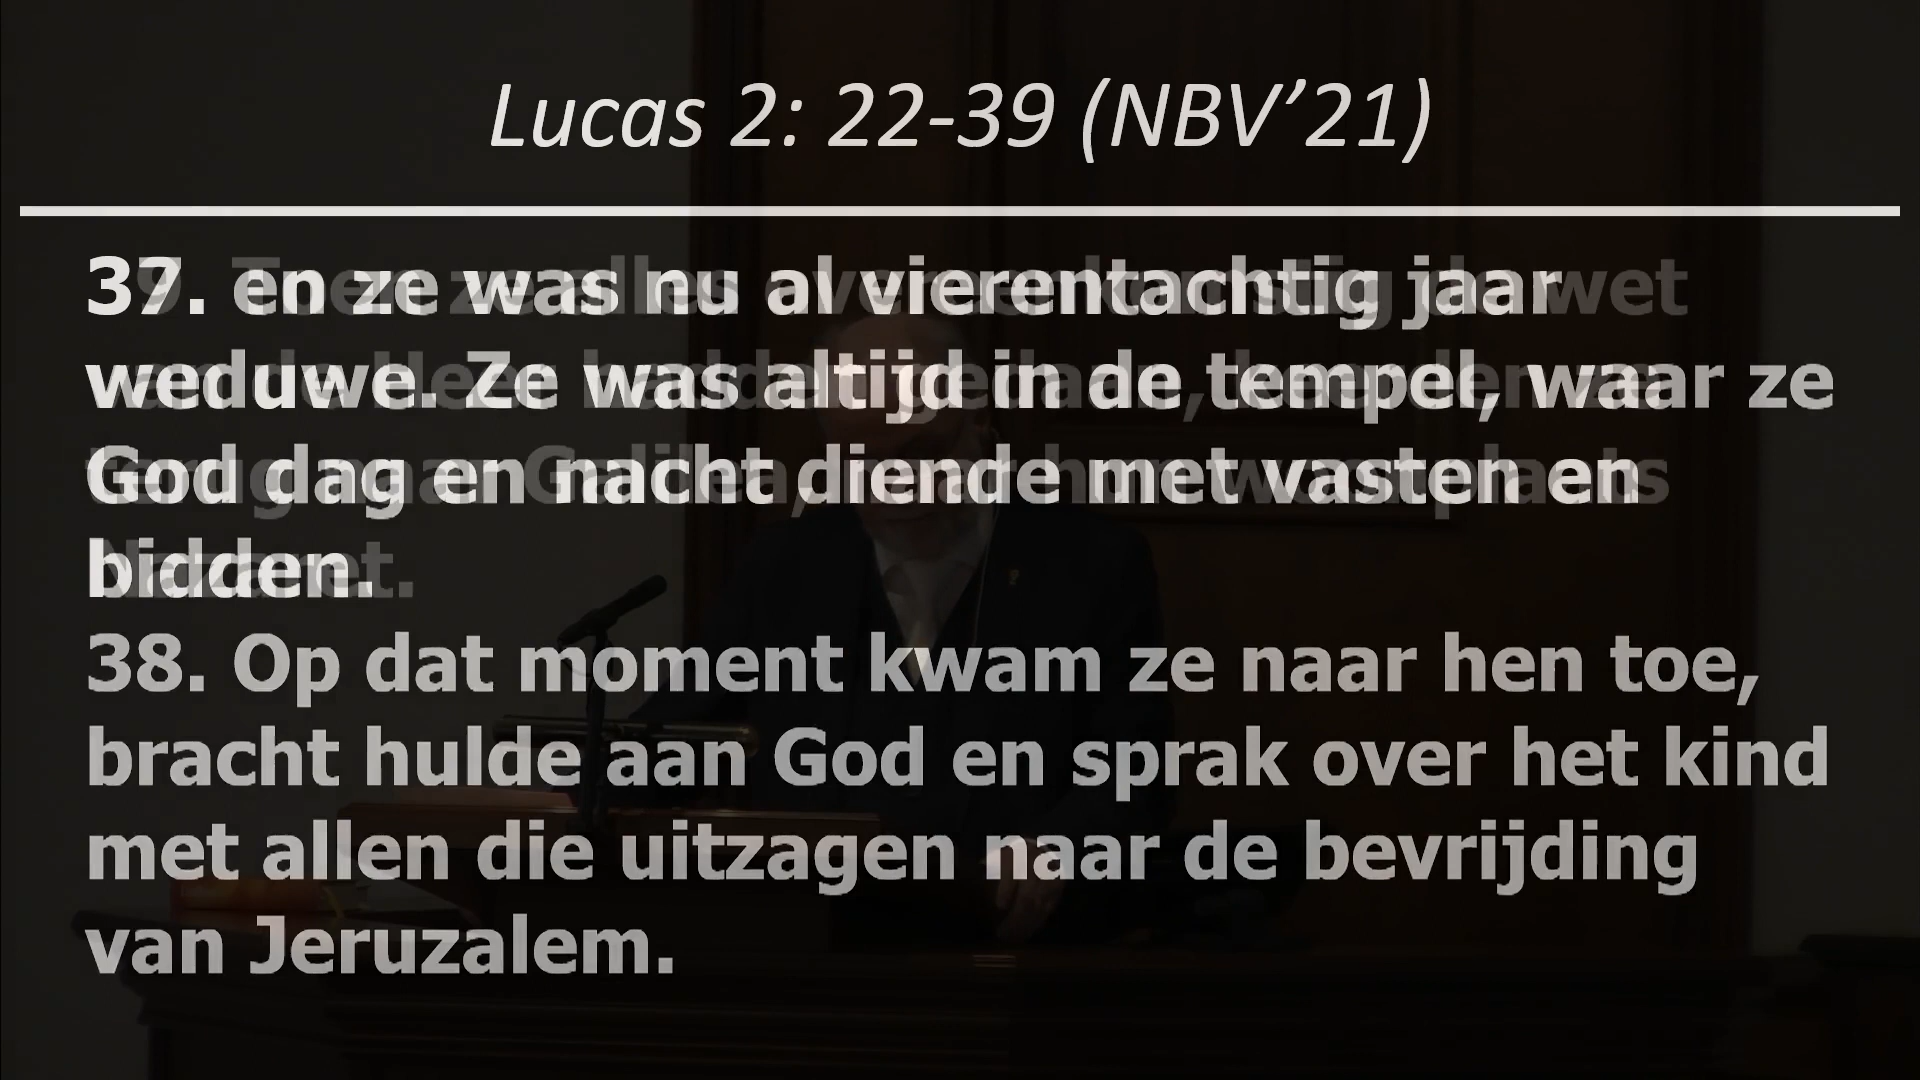 Lucas 2: 22-39 (NBV’21)
37. en ze was nu al vierentachtig jaar
weduwe. Ze was altijd in de tempel, waar ze
God dag en nacht diende met vasten en
bidden.
38. Op dat moment kwam ze naar hen toe,
bracht hulde aan God en sprak over het kind
met allen die uitzagen naar de bevrijding
van Jeruzalem.